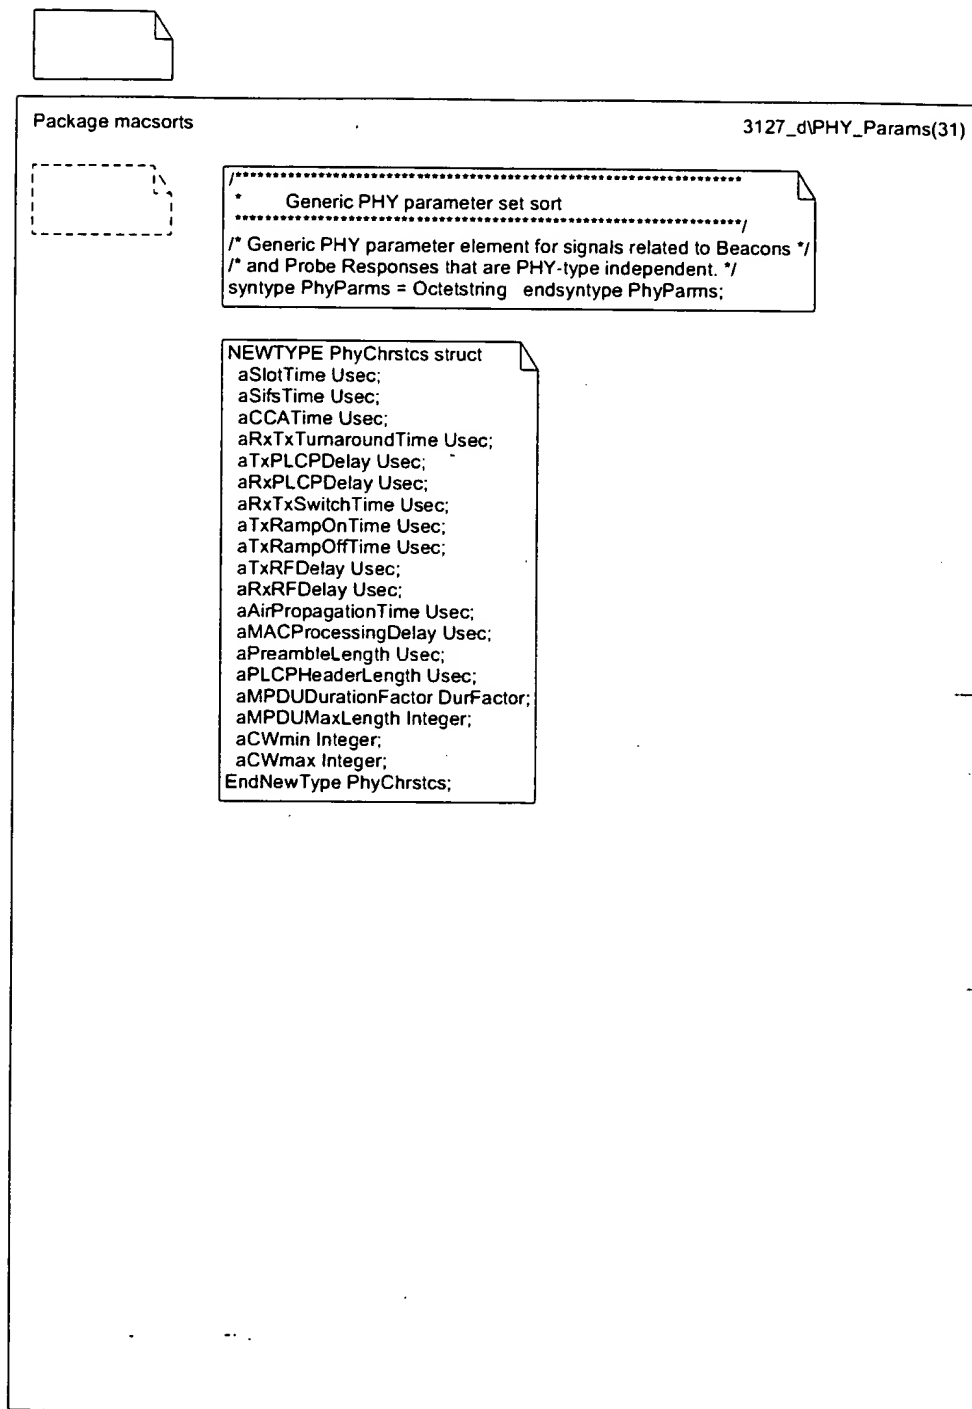 Package macsorts
3127_d\PHY_Params(31)
/*******************************************************************
* Generic PHY parameter set sort
*******************************************************************/
/* Generic PHY parameter element for signals related to Beacons */
/* and Probe Responses that are PHY-type independent. */
syntype PhyParms = Octetstring endsyntype PhyParms;
NEWTYPE PhyChrstcs struct
aSlotTime Usec;
aSifsTime Usec;
aCCATime Usec;
aRxTxTurnaroundTime Usec;
aTxPLCPDelay Usec;
aRxPLCPDelay Usec;
aRxTxSwitchTime Usec;
aTxRampOnTime Usec;
aTxRampOffTime Usec;
aTxRFDelay Usec;
aRxRFDelay Usec;
aAirPropagationTime Usec;
aMACProcessingDelay Usec;
aPreambleLength Usec;
aPLCPHeaderLength Usec;
aMPDUDurationFactor DurFactor;
aMPDUMaxLength Integer;
aCWmin Integer;
aCWmax Integer;
EndNewType PhyChrstcs;